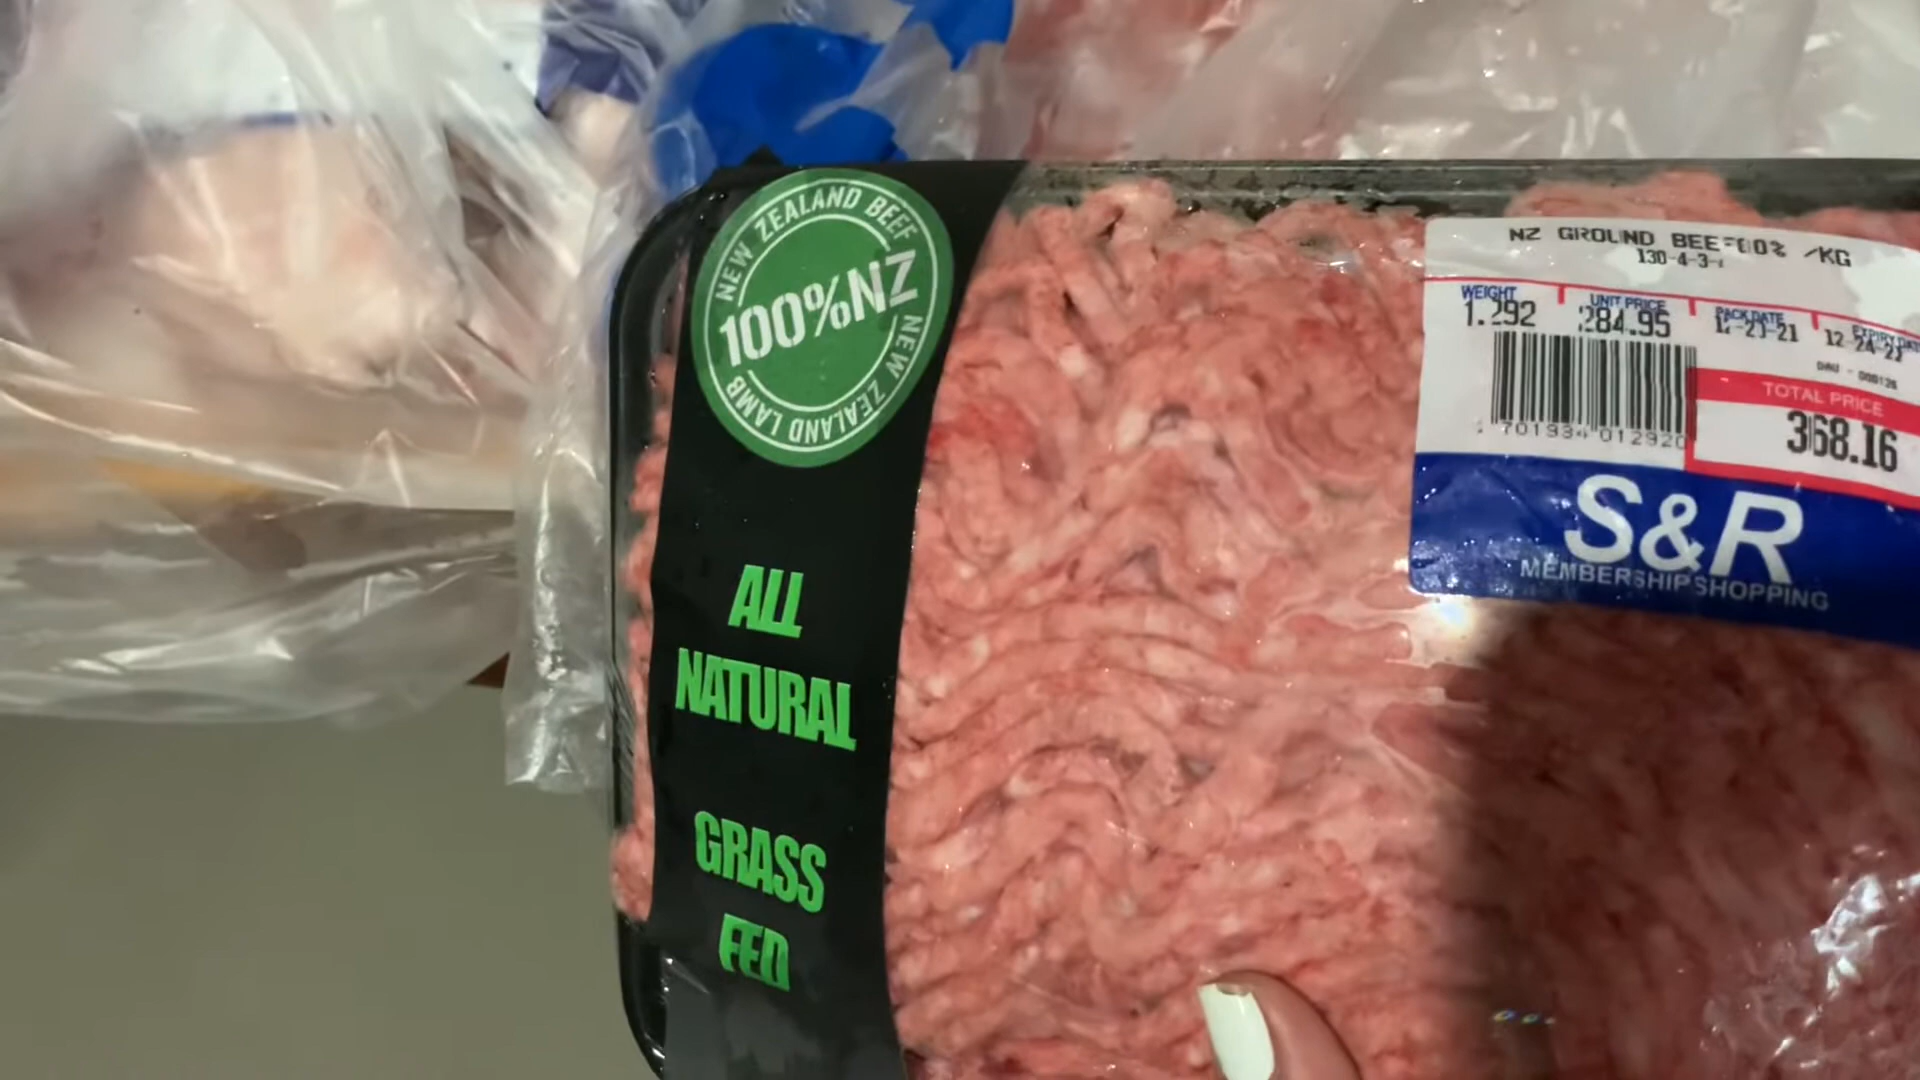 NEW ZEALAND BEEF
100%NZ
NEW ZEALAND LAMB
ALL
NATURAL
GRASS
FED
NZ GROUND /KG
WEIGHT UNIT PRICE PACK DATE EXPIRY DATE
1.292 284.95
TOTAL PRICE
368.16
S&R
MEMBERSHIP SHOPPING